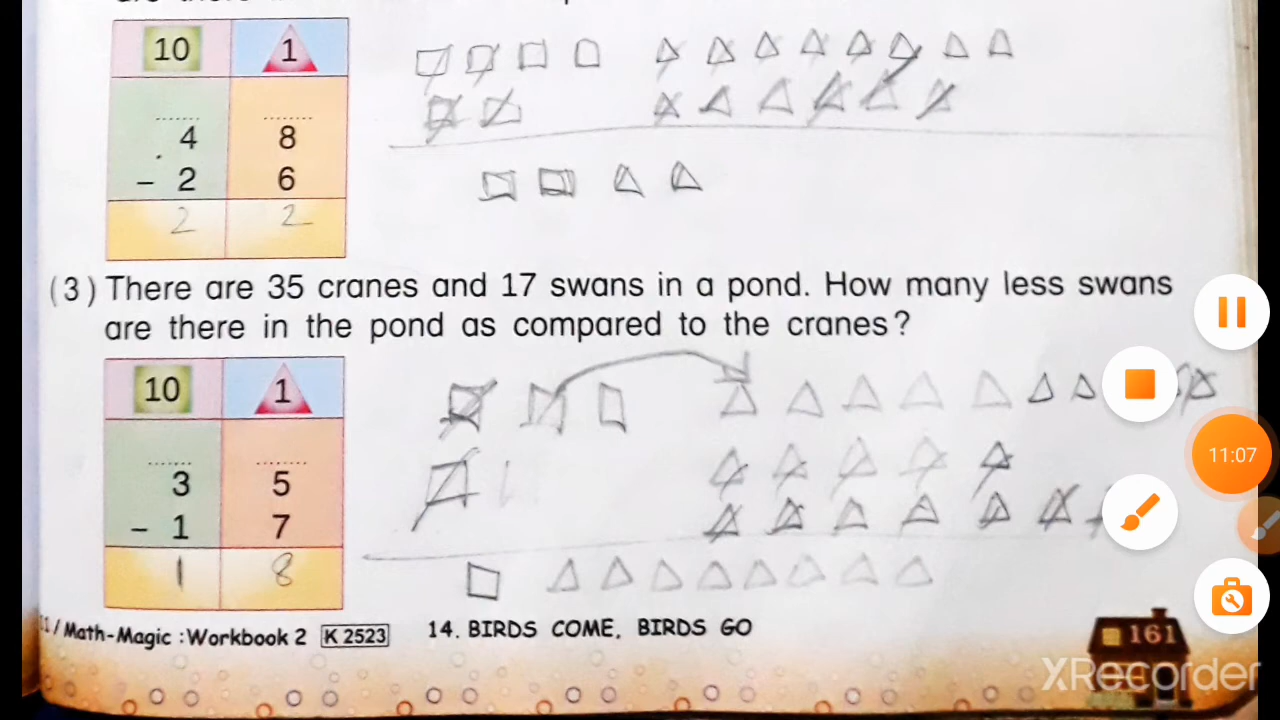 10 1
4 8
– 2 6
2 2
(3) There are 35 cranes and 17 swans in a pond. How many less swans
are there in the pond as compared to the cranes?
10 1
3 5
– 1 7
1 8
11:07
/ Math-Magic :Workbook 2 K 2523 14. BIRDS COME, BIRDS GO 161
XRecorder